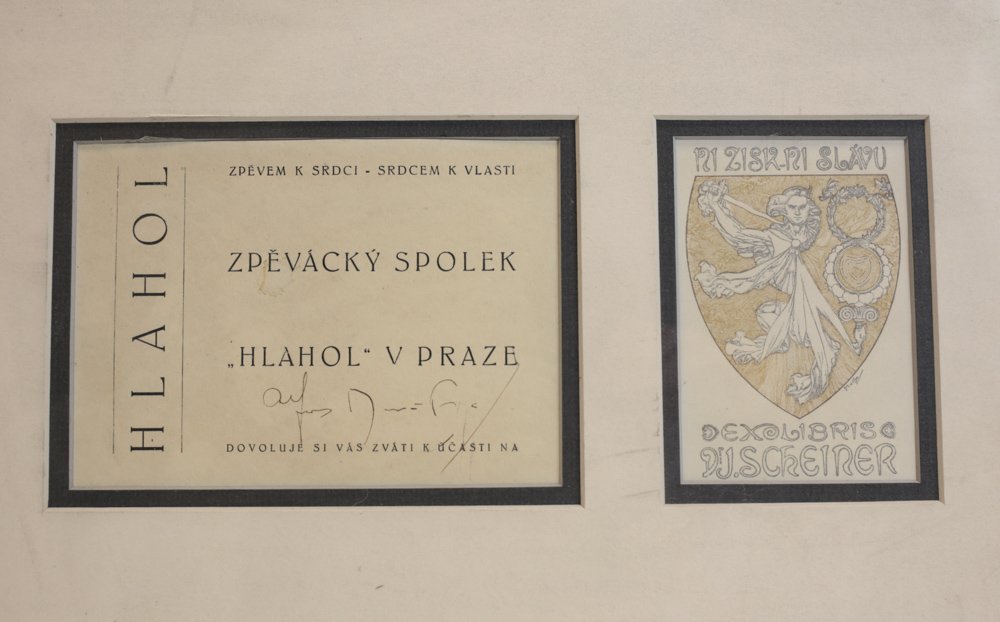 HLAHOL
ZPĚVEM K SRDCI - SRDCEM K VLASTI
ZPĚVÁCKÝ SPOLEK
„HLAHOL“ V PRAZE
DOVOLUJE SI VÁS ZVÁTI K ÚČASTI NA
NI ZISK-NI SLÁVU
EX LIBRIS
J. SCHEINER